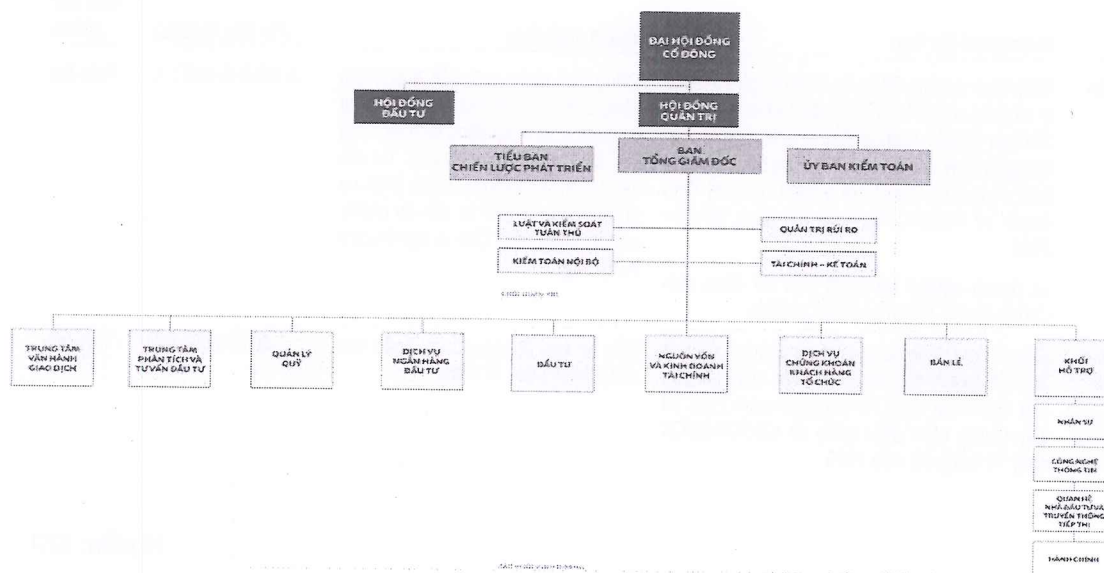 ĐẠI HỘI ĐỒNG
CỔ ĐÔNG
HỘI ĐỒNG
ĐẦU TƯ
HỘI ĐỒNG
QUẢN TRỊ
TIỂU BAN
CHIẾN LƯỢC PHÁT TRIỂN
BAN
TỔNG GIÁM ĐỐC
ỦY BAN KIỂM TOÁN
LUẬT VÀ KIỂM SOÁT
TUÂN THỦ
QUẢN TRỊ RỦI RO
KIỂM TOÁN NỘI BỘ
TÀI CHÍNH – KẾ TOÁN
TRUNG TÂM
VẬN HÀNH
GIAO DỊCH
TRUNG TÂM
PHÂN TÍCH VÀ
TƯ VẤN ĐẦU TƯ
QUẢN LÝ
QUỸ
DỊCH VỤ
NGÂN HÀNG
ĐẦU TƯ
ĐẦU TƯ
NGUỒN VỐN
VÀ KINH DOANH
TÀI CHÍNH
DỊCH VỤ
CHỨNG KHOÁN
KHÁCH HÀNG
TỔ CHỨC
BÁN LẺ
KHỐI
HỖ TRỢ
NHÂN SỰ
CÔNG NGHỆ
THÔNG TIN
QUAN HỆ
NHÀ ĐẦU TƯ VÀ
TRUYỀN THÔNG
TIẾP THỊ
HÀNH CHÍNH